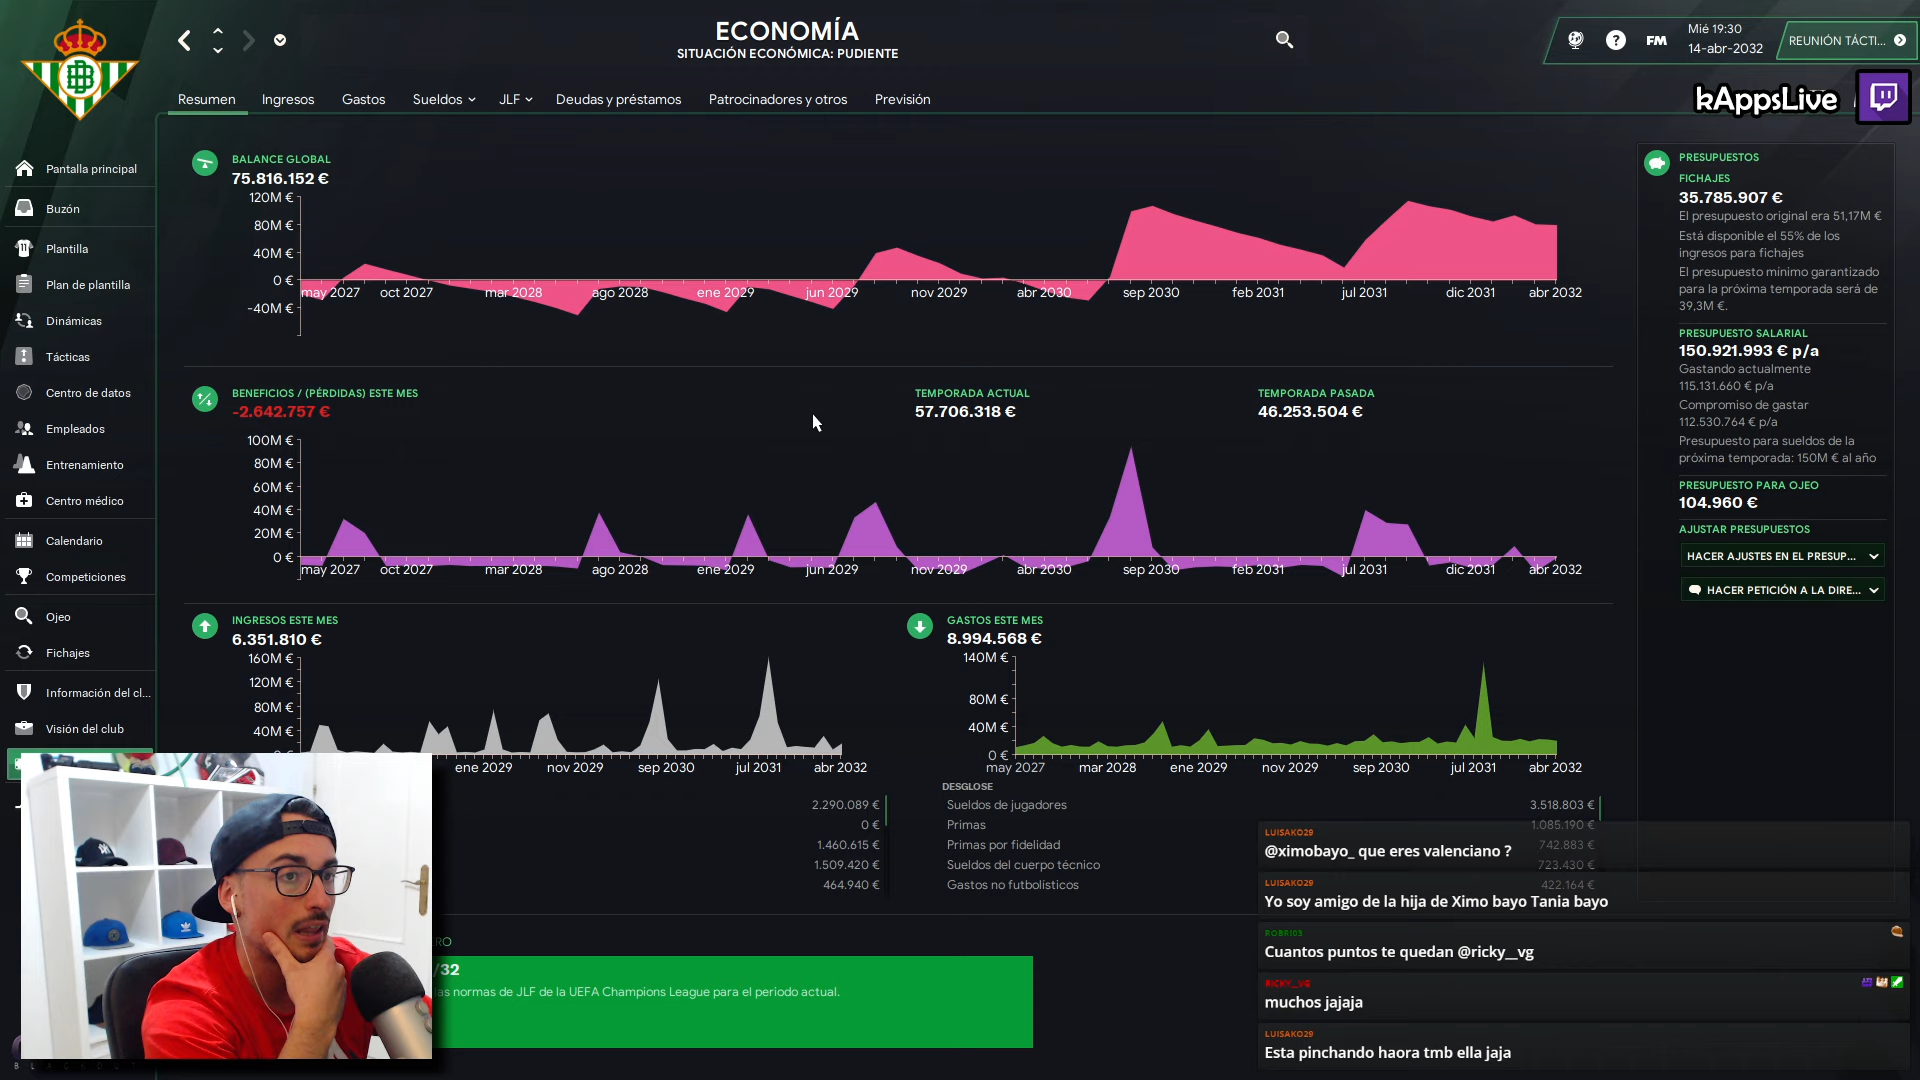 ECONOMÍA
SITUACIÓN ECONÓMICA: PUDIENTE
FM
Mié 19:30
14-abr-2032
REUNIÓN TÁCTI...
Resumen
Ingresos
Gastos
Sueldos
JLF
Deudas y préstamos
Patrocinadores y otros
Previsión
kAppsLive
Pantalla principal
Buzón
Plantilla
Plan de plantilla
Dinámicas
Tácticas
Centro de datos
Empleados
Entrenamiento
Centro médico
Calendario
Competiciones
Ojeo
Fichajes
Información del cl...
Visión del club
BALANCE GLOBAL
75.816.152 €
120M €
80M €
40M €
0 €
-40M €
may 2027
oct 2027
mar 2028
ago 2028
ene 2029
jun 2029
nov 2029
abr 2030
sep 2030
feb 2031
jul 2031
dic 2031
abr 2032
BENEFICIOS / (PÉRDIDAS) ESTE MES
-2.642.757 €
TEMPORADA ACTUAL
57.706.318 €
TEMPORADA PASADA
46.253.504 €
100M €
80M €
60M €
40M €
20M €
0 €
may 2027
oct 2027
mar 2028
ago 2028
ene 2029
jun 2029
nov 2029
abr 2030
sep 2030
feb 2031
jul 2031
dic 2031
abr 2032
INGRESOS ESTE MES
6.351.810 €
160M €
120M €
80M €
40M €
ene 2029
nov 2029
sep 2030
jul 2031
abr 2032
2.290.089 €
0 €
1.460.615 €
1.509.420 €
464.940 €
GASTOS ESTE MES
8.994.568 €
140M €
80M €
40M €
0 €
may 2027
mar 2028
ene 2029
nov 2029
sep 2030
jul 2031
abr 2032
DESGLOSE
Sueldos de jugadores 3.518.803 €
Primas 1.085.190 €
Primas por fidelidad 742.883 €
Sueldos del cuerpo técnico 723.430 €
Gastos no futbolísticos 422.164 €
RO
/32
las normas de JLF de la UEFA Champions League para el periodo actual.
PRESUPUESTOS
FICHAJES
35.785.907 €
El presupuesto original era 51,17M €
Está disponible el 55% de los
ingresos para fichajes
El presupuesto mínimo garantizado
para la próxima temporada será de
39,3M €.
PRESUPUESTO SALARIAL
150.921.993 € p/a
Gastando actualmente
115.131.660 € p/a
Compromiso de gastar
112.530.764 € p/a
Presupuesto para sueldos de la
próxima temporada: 150M € al año
PRESUPUESTO PARA OJEO
104.960 €
AJUSTAR PRESUPUESTOS
HACER AJUSTES EN EL PRESUP...
HACER PETICIÓN A LA DIRE...
LUISAKO29
@ximobayo_ que eres valenciano ?
LUISAKO29
Yo soy amigo de la hija de Ximo bayo Tania bayo
ROBRI03
Cuantos puntos te quedan @ricky__vg
RICKY__VG
muchos jajaja
LUISAKO29
Esta pinchando haora tmb ella jaja